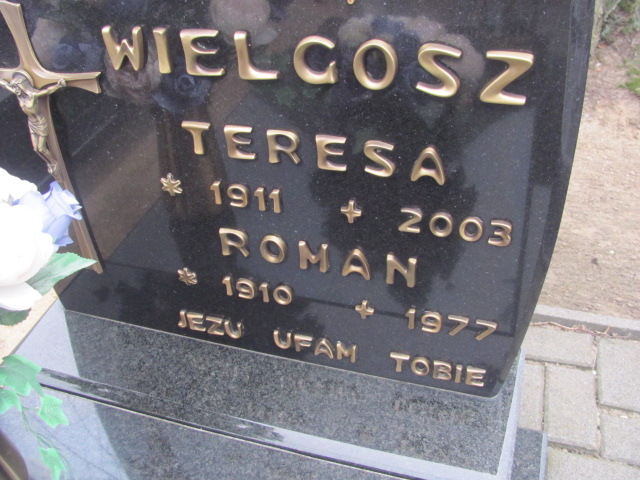 WIELGOSZ
TERESA
* 1911 + 2003
ROMAN
* 1910 + 1977
JEZU UFAM TOBIE